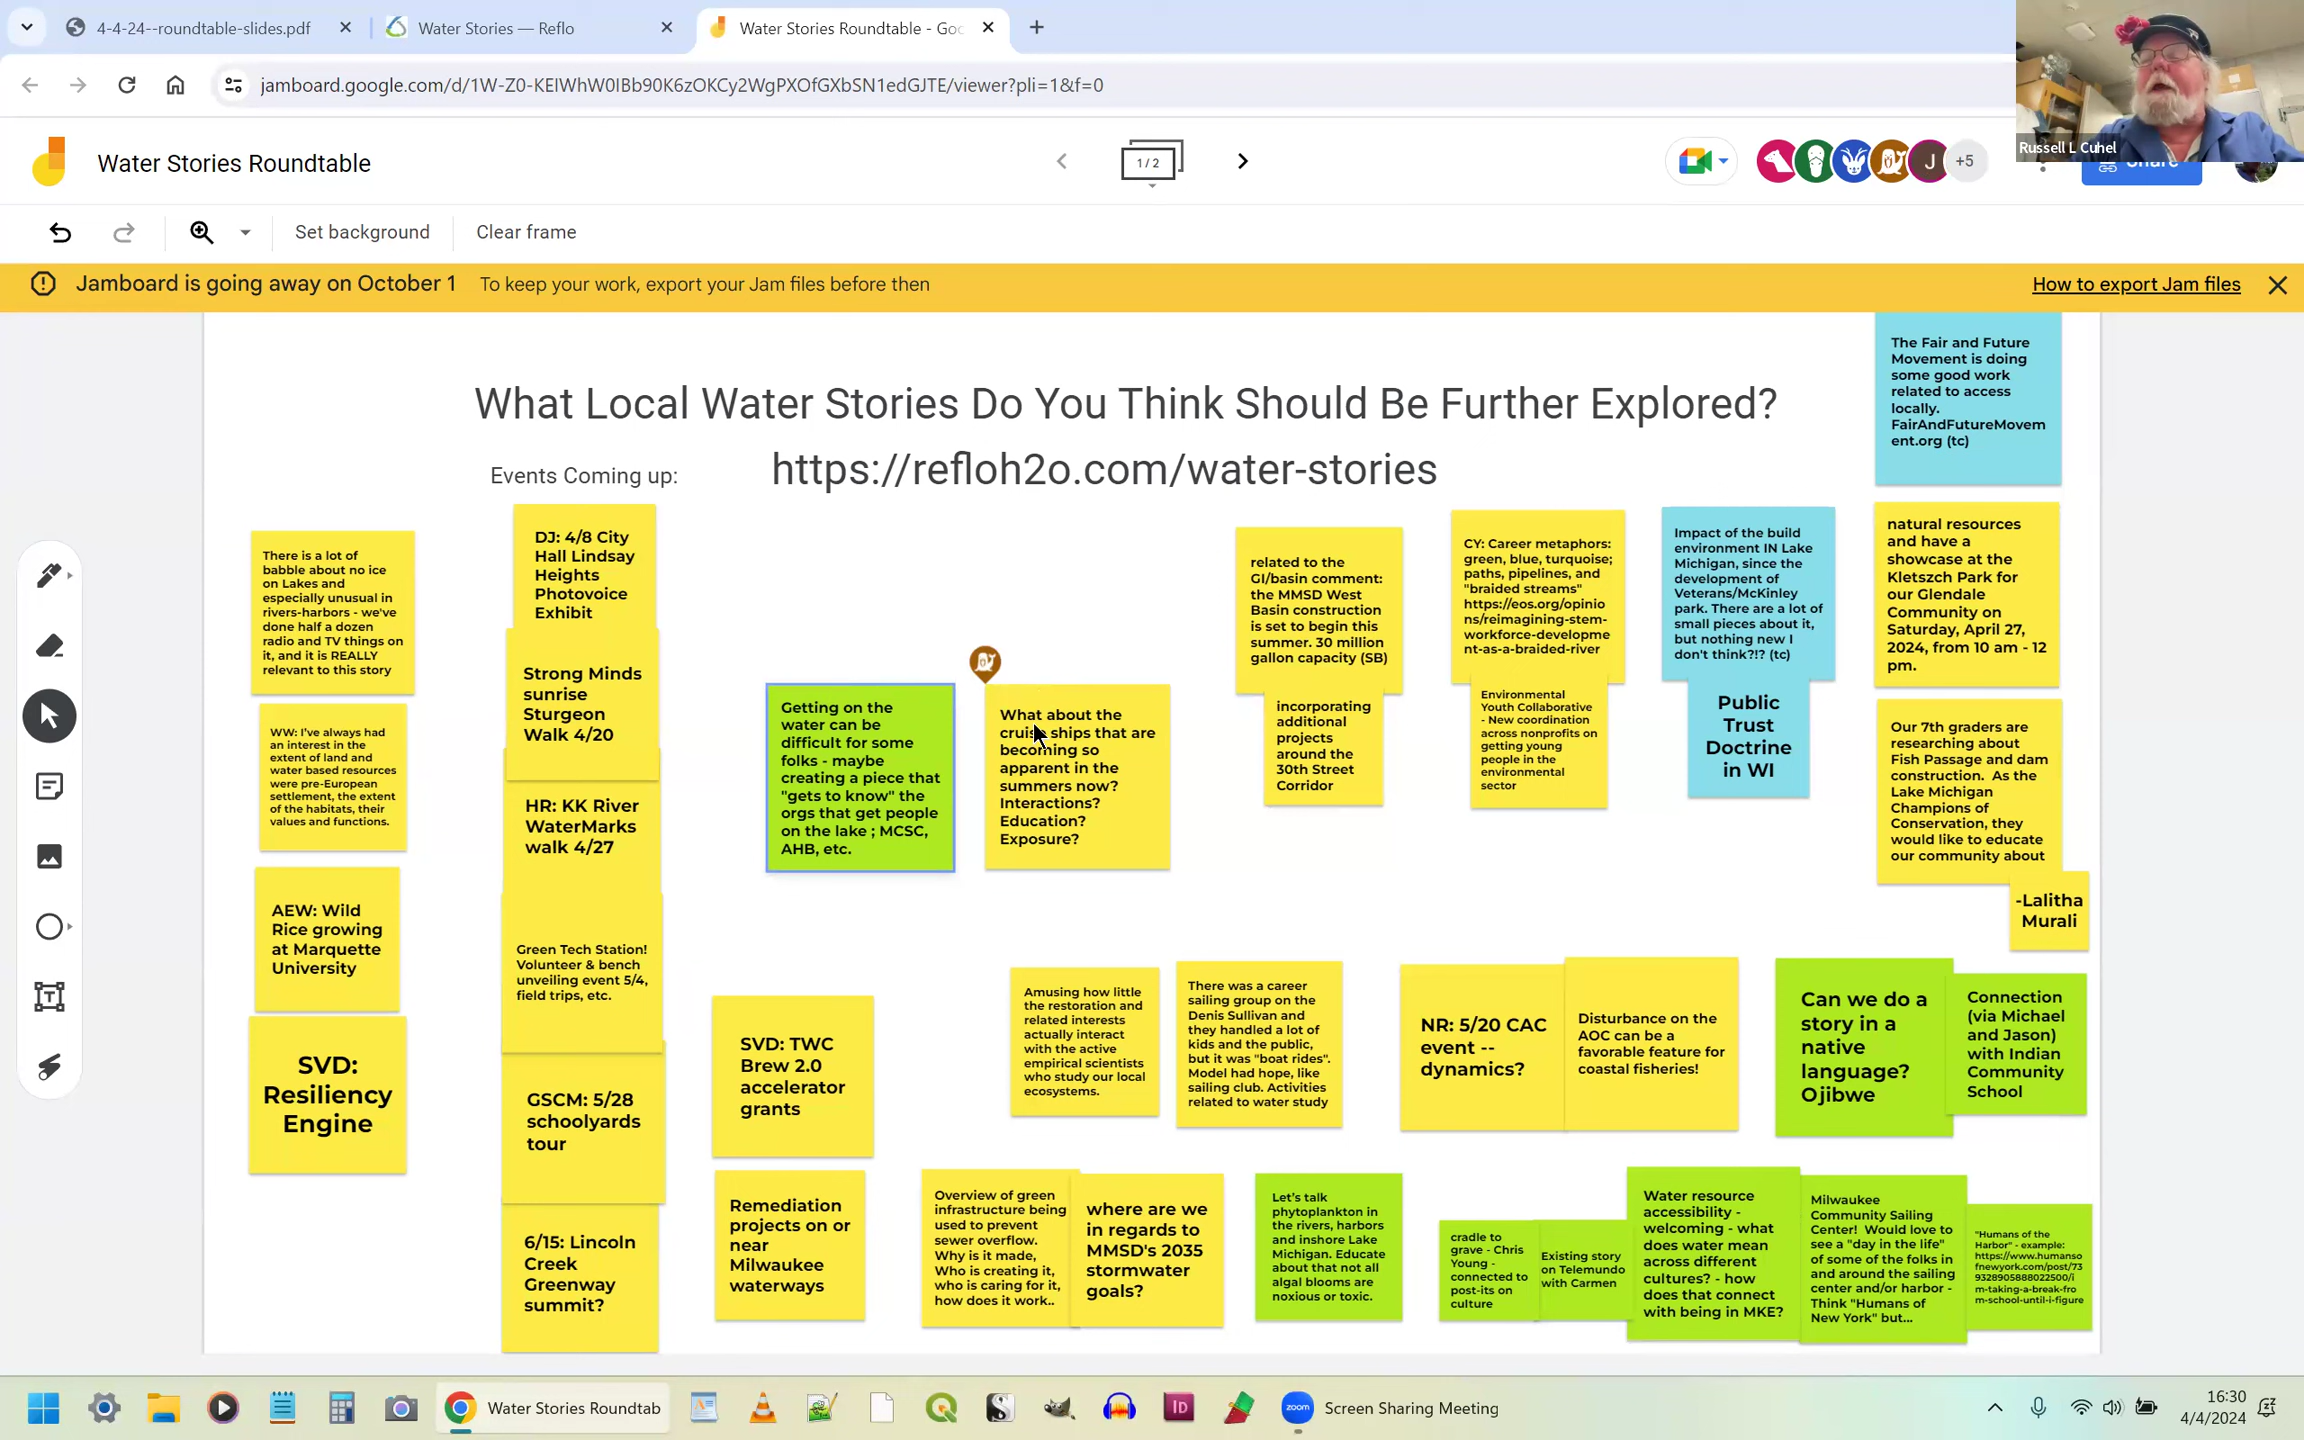 4-4-24--roundtable-slides.pdf
Water Stories — Reflo
Water Stories Roundtable - Goo
jamboard.google.com/d/1W-Z0-KEIWhW0IBb90K6zOKCy2WgPXOfGXbSN1edGJTE/viewer?pli=1&f=0
Russell L Cuhel
Water Stories Roundtable
1 / 2
J
+5
Share
Set background
Clear frame
Jamboard is going away on October 1
To keep your work, export your Jam files before then
How to export Jam files
What Local Water Stories Do You Think Should Be Further Explored?
Events Coming up:
https://refloh2o.com/water-stories
The Fair and Future
Movement is doing
some good work
related to access
locally.
FairAndFutureMovem
ent.org (tc)
There is a lot of
babble about no ice
on Lakes and
especially unusual in
rivers-harbors - we've
done half a dozen
radio and TV things on
it, and it is REALLY
relevant to this story
WW: I've always had
an interest in the
extent of land and
water based resources
were pre-European
settlement, the extent
of the habitats, their
values and functions.
AEW: Wild
Rice growing
at Marquette
University
SVD:
Resiliency
Engine
DJ: 4/8 City
Hall Lindsay
Heights
Photovoice
Exhibit
Strong Minds
sunrise
Sturgeon
Walk 4/20
HR: KK River
WaterMarks
walk 4/27
Green Tech Station!
Volunteer & bench
unveiling event 5/4,
field trips, etc.
GSCM: 5/28
schoolyards
tour
6/15: Lincoln
Creek
Greenway
summit?
Getting on the
water can be
difficult for some
folks - maybe
creating a piece that
"gets to know" the
orgs that get people
on the lake ; MCSC,
AHB, etc.
What about the
cruise ships that are
becoming so
apparent in the
summers now?
Interactions?
Education?
Exposure?
related to the
GI/basin comment:
the MMSD West
Basin construction
is set to begin this
summer. 30 million
gallon capacity (SB)
incorporating
additional
projects
around the
30th Street
Corridor
CY: Career metaphors:
green, blue, turquoise;
paths, pipelines, and
"braided streams"
https://eos.org/opinio
ns/reimagining-stem-
workforce-developme
nt-as-a-braided-river
Environmental
Youth Collaborative
- New coordination
across nonprofits on
getting young
people in the
environmental
sector
Impact of the build
environment IN Lake
Michigan, since the
development of
Veterans/McKinley
park. There are a lot of
small pieces about it,
but nothing new I
don't think?!? (tc)
Public
Trust
Doctrine
in WI
natural resources
and have a
showcase at the
Kletszch Park for
our Glendale
Community on
Saturday, April 27,
2024, from 10 am - 12
pm.
Our 7th graders are
researching about
Fish Passage and dam
construction. As the
Lake Michigan
Champions of
Conservation, they
would like to educate
our community about
-Lalitha
Murali
SVD: TWC
Brew 2.0
accelerator
grants
Amusing how little
the restoration and
related interests
actually interact
with the active
empirical scientists
who study our local
ecosystems.
There was a career
sailing group on the
Denis Sullivan and
they handled a lot of
kids and the public,
but it was "boat rides".
Model had hope, like
sailing club. Activities
related to water study
NR: 5/20 CAC
event --
dynamics?
Disturbance on the
AOC can be a
favorable feature for
coastal fisheries!
Can we do a
story in a
native
language?
Ojibwe
Connection
(via Michael
and Jason)
with Indian
Community
School
Remediation
projects on or
near
Milwaukee
waterways
Overview of green
infrastructure being
used to prevent
sewer overflow.
Why is it made,
Who is creating it,
who is caring for it,
how does it work..
where are we
in regards to
MMSD's 2035
stormwater
goals?
Let's talk
phytoplankton in
the rivers, harbors
and inshore Lake
Michigan. Educate
about that not all
algal blooms are
noxious or toxic.
cradle to
grave - Chris
Young -
connected to
post-its on
culture
Existing story
on Telemundo
with Carmen
Water resource
accessibility -
welcoming - what
does water mean
across different
cultures? - how
does that connect
with being in MKE?
Milwaukee
Community Sailing
Center! Would love to
see a "day in the life"
of some of the folks in
and around the sailing
center and/or harbor -
Think "Humans of
New York" but...
"Humans of the
Harbor" - example:
https://www.humanso
fnewyork.com/post/73
9328905888022500/i
m-taking-a-break-fro
m-school-until-i-figure
Water Stories Roundtab
ID
zoom
Screen Sharing Meeting
16:30
4/4/2024